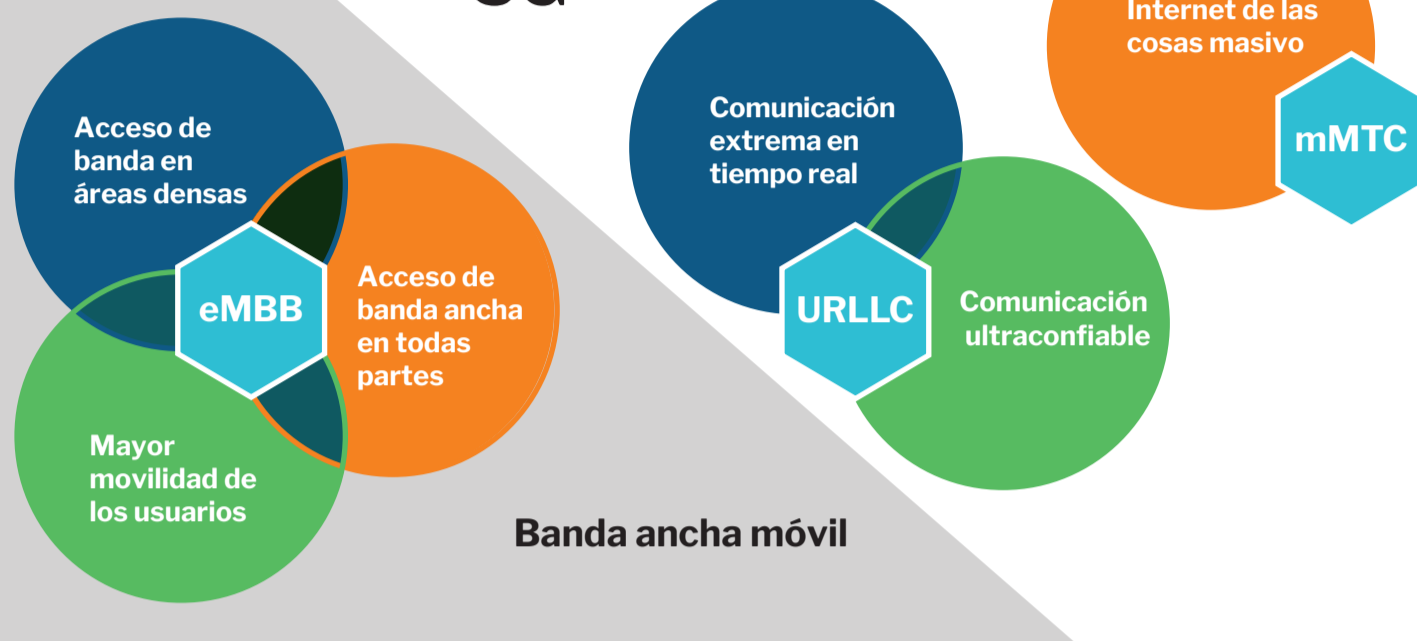 Internet de las
cosas masivo
mMTC
Comunicación
extrema en
tiempo real
URLLC
Comunicación
ultraconfiable
Acceso de
banda en
áreas densas
eMBB
Acceso de
banda ancha
en todas
partes
Mayor
movilidad de
los usuarios
Banda ancha móvil